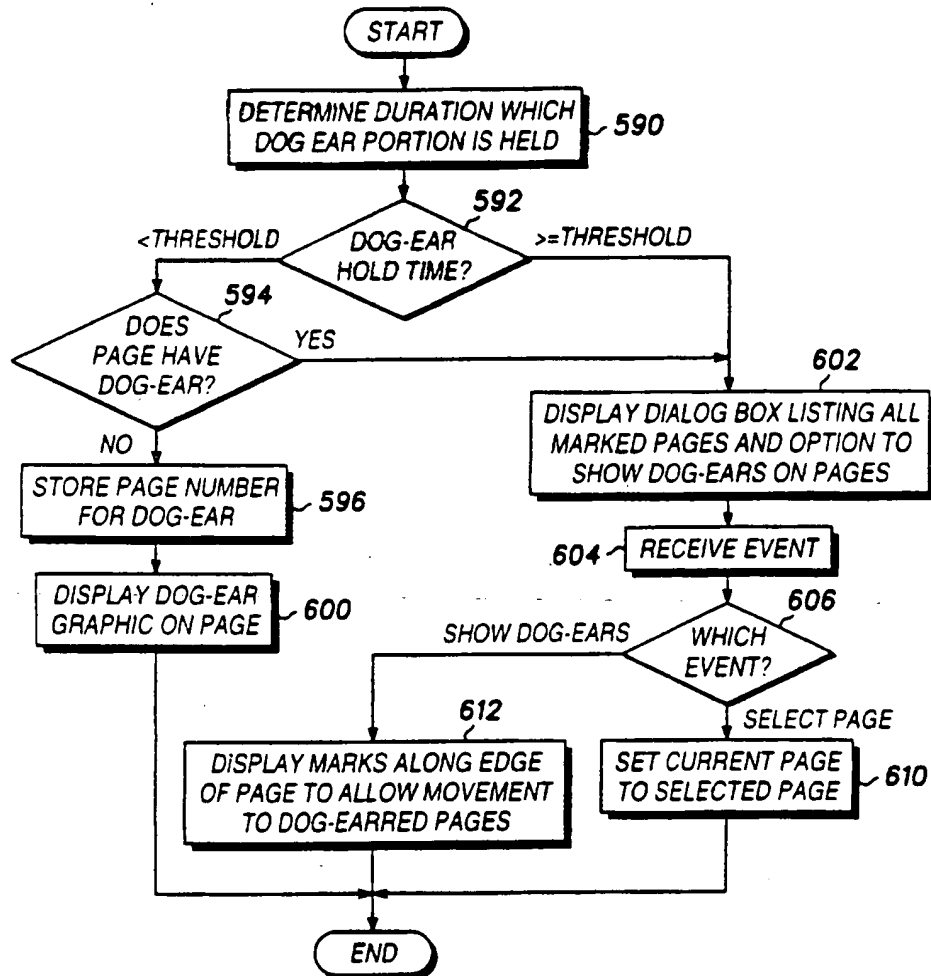 START
DETERMINE DURATION WHICH
DOG EAR PORTION IS HELD
590
592
<THRESHOLD
DOG-EAR
HOLD TIME?
>=THRESHOLD
594
DOES
PAGE HAVE
DOG-EAR?
YES
NO
602
DISPLAY DIALOG BOX LISTING ALL
MARKED PAGES AND OPTION TO
SHOW DOG-EARS ON PAGES
STORE PAGE NUMBER
FOR DOG-EAR
596
604
RECEIVE EVENT
DISPLAY DOG-EAR
GRAPHIC ON PAGE
600
606
SHOW DOG-EARS
WHICH
EVENT?
SELECT PAGE
612
DISPLAY MARKS ALONG EDGE
OF PAGE TO ALLOW MOVEMENT
TO DOG-EARRED PAGES
SET CURRENT PAGE
TO SELECTED PAGE
610
END